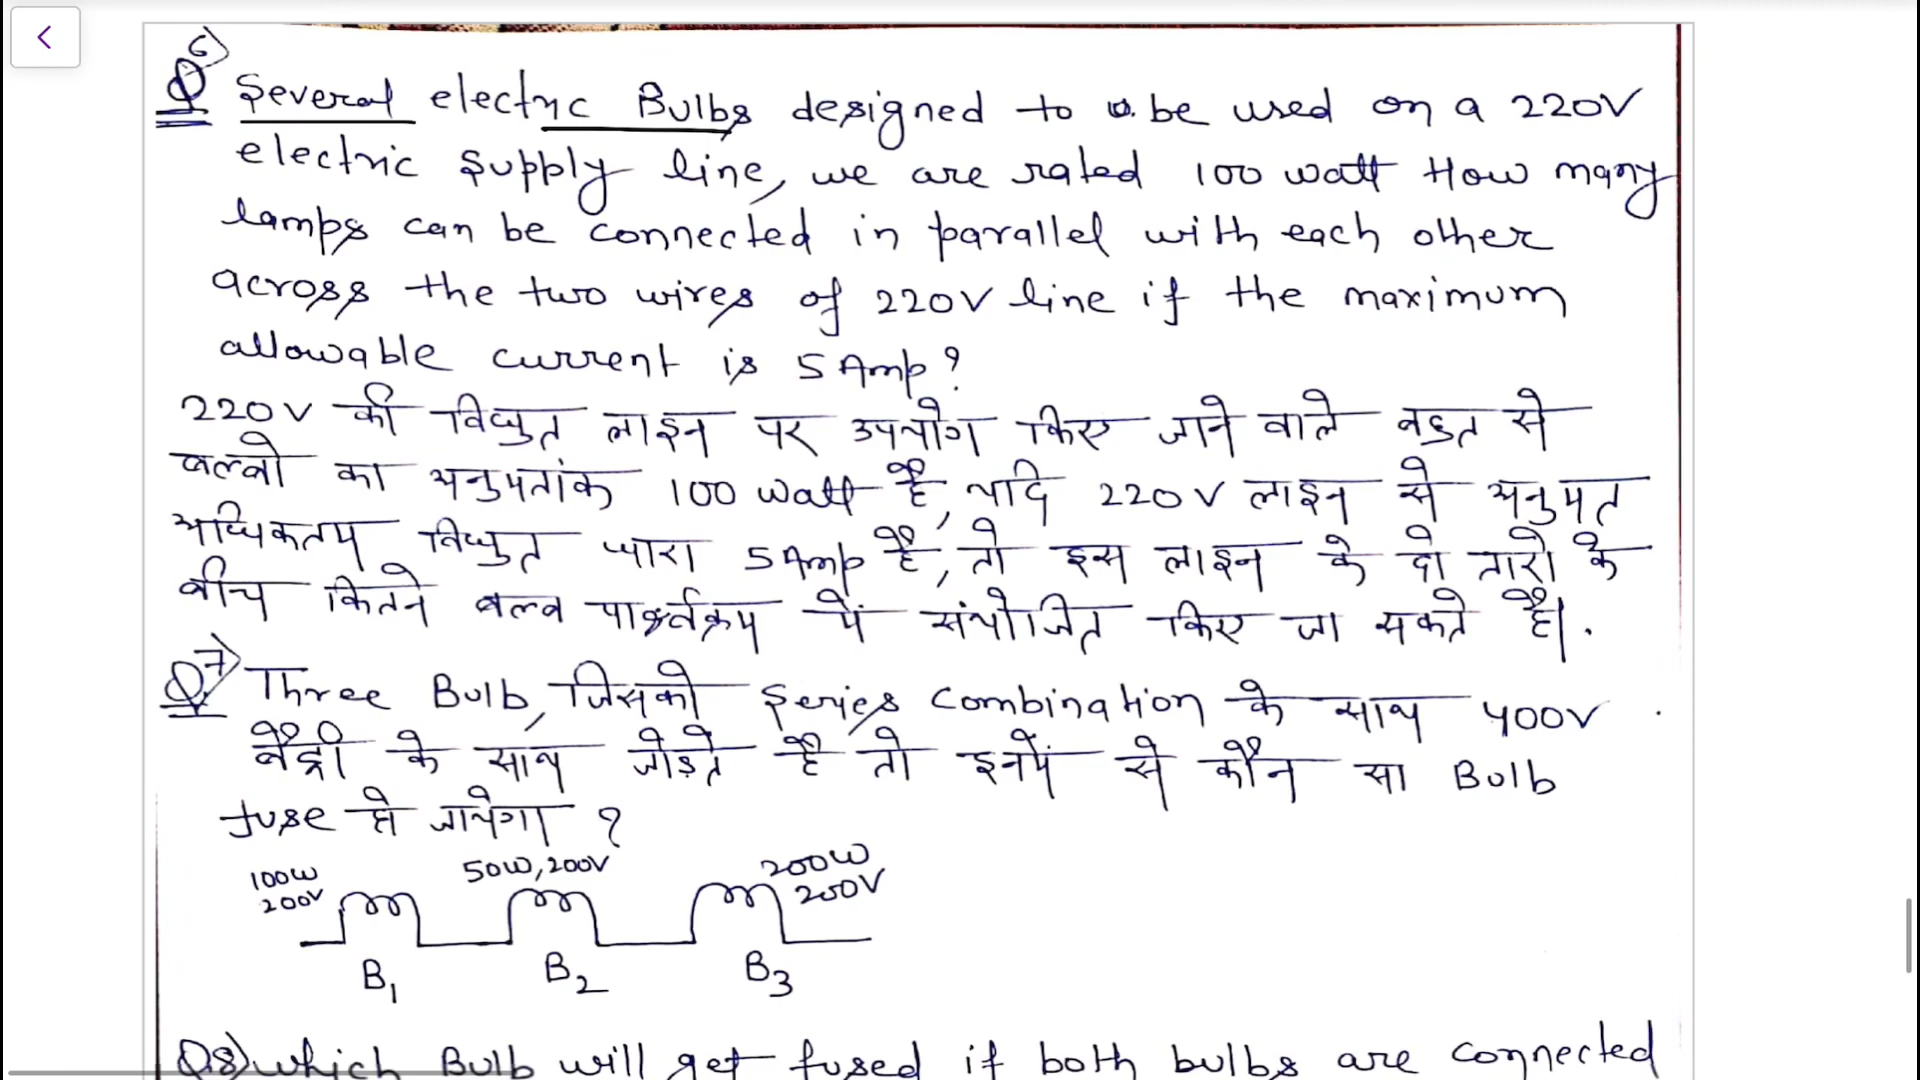 Q6) Several electric Bulbs designed to be used on a 220V
electric supply line, we are rated 100 watt How many
lamps can be connected in parallel with each other
across the two wires of 220V line if the maximum
allowable current is 5 Amp?
220V की विधुत लाइन पर उपयोग किए जाने वाले बहुत से
बल्बो का अनुमतांक 100 watt है, यदि 220V लाइन से अनुमत
अधिकतम विधुत धारा 5 Amp है, तो इस लाइन के दो तारो के
बीच कितने बल्ब पार्श्वक्रम में संयोजित किए जा सकते है।.
Q.7) Three Bulb, जिसको Series Combination के साथ 400V
बैट्री के साथ जोड़ते है तो इनमें से कौन सा Bulb
fuse हो जायेगा ?
100W 50W, 200V 200W
200V 200V
B1 B2 B3
Q8) which Bulb will get fused if both bulbs are connected